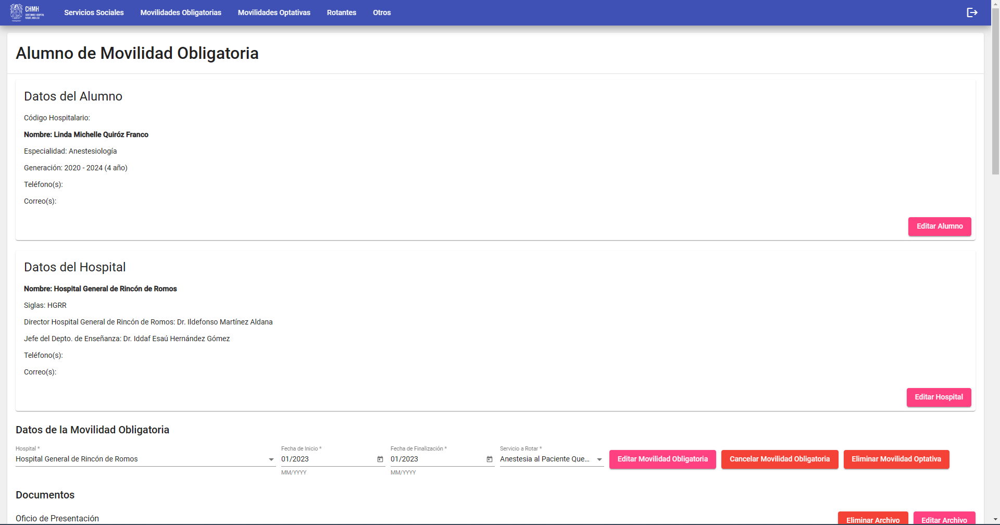 CHMH
CENTENARIO HOSPITAL
MIGUEL HIDALGO
Servicios Sociales
Movilidades Obligatorias
Movilidades Optativas
Rotantes
Otros
Alumno de Movilidad Obligatoria
Datos del Alumno
Código Hospitalario:
Nombre: Linda Michelle Quiróz Franco
Especialidad: Anestesiología
Generación: 2020 - 2024 (4 año)
Teléfono(s):
Correo(s):
Editar Alumno
Datos del Hospital
Nombre: Hospital General de Rincón de Romos
Siglas: HGRR
Director Hospital General de Rincón de Romos: Dr. Ildefonso Martínez Aldana
Jefe del Depto. de Enseñanza: Dr. Iddaf Esaú Hernández Gómez
Teléfono(s):
Correo(s):
Editar Hospital
Datos de la Movilidad Obligatoria
Hospital *
Hospital General de Rincón de Romos
Fecha de Inicio *
01/2023
MM/YYYY
Fecha de Finalización *
01/2023
MM/YYYY
Servicio a Rotar *
Anestesia al Paciente Que...
Editar Movilidad Obligatoria
Cancelar Movilidad Obligatoria
Eliminar Movilidad Optativa
Documentos
Oficio de Presentación
Eliminar Archivo
Editar Archivo